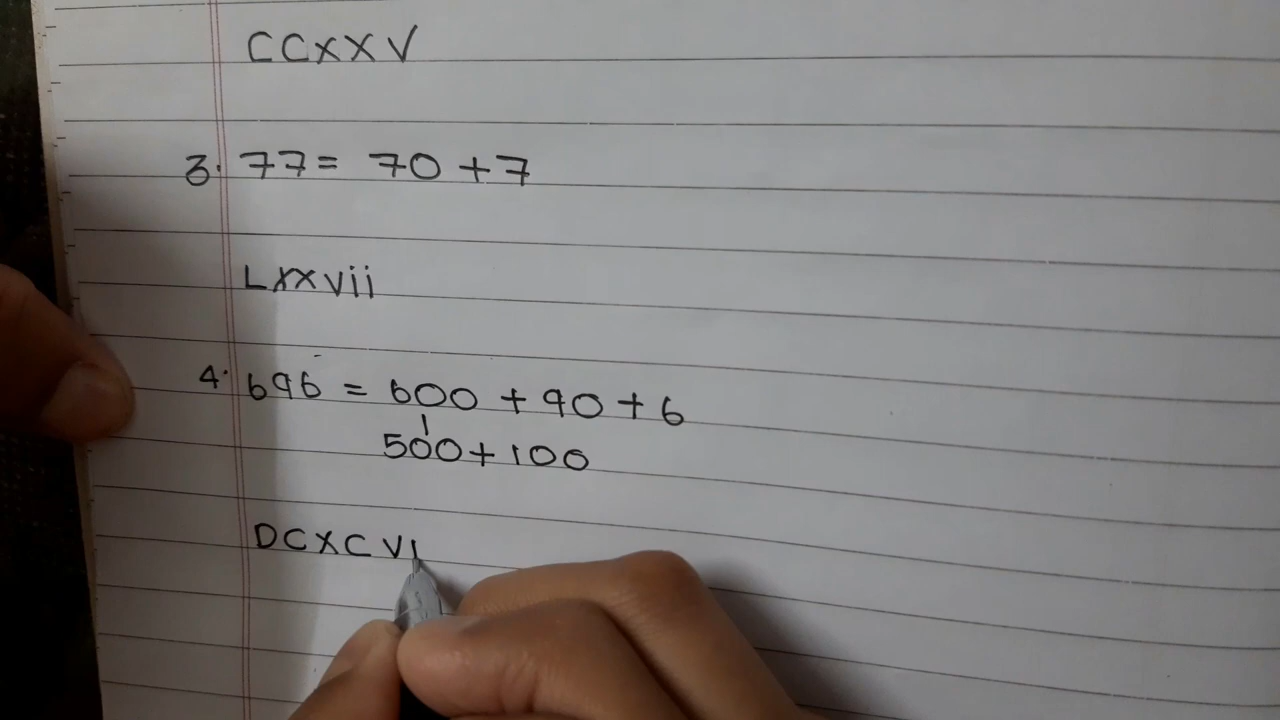 CCXXV
3. 77 = 70 + 7
LXXVii
4. 696 = 600 + 90 + 6
500 + 100
DCXCVI